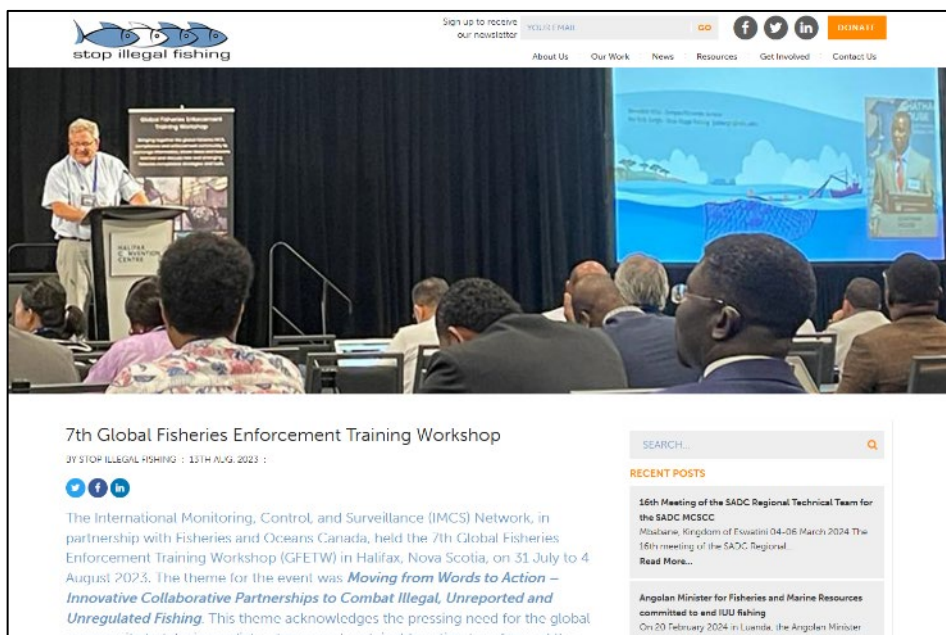 stop illegal fishing
Sign up to receive
our newsletter
YOUR EMAIL
GO
DONATE
About Us
Our Work
News
Resources
Get Involved
Contact Us
Global Fisheries Enforcement
Training Workshop
HALIFAX
CONVENTION
CENTRE
CHATHAM
HOUSE
7th Global Fisheries Enforcement Training Workshop
BY STOP ILLEGAL FISHING : 13TH AUG, 2023 :
The International Monitoring, Control, and Surveillance (IMCS) Network, in
partnership with Fisheries and Oceans Canada, held the 7th Global Fisheries
Enforcement Training Workshop (GFETW) in Halifax, Nova Scotia, on 31 July to 4
August 2023. The theme for the event was Moving from Words to Action –
Innovative Collaborative Partnerships to Combat Illegal, Unreported and
Unregulated Fishing. This theme acknowledges the pressing need for the global
SEARCH...
RECENT POSTS
16th Meeting of the SADC Regional Technical Team for
the SADC MCSCC
Mbabane, Kingdom of Eswatini 04-06 March 2024 The
16th meeting of the SADC Regional...
Read More...
Angolan Minister for Fisheries and Marine Resources
committed to end IUU fishing
On 20 February 2024 in Luanda, the Angolan Minister